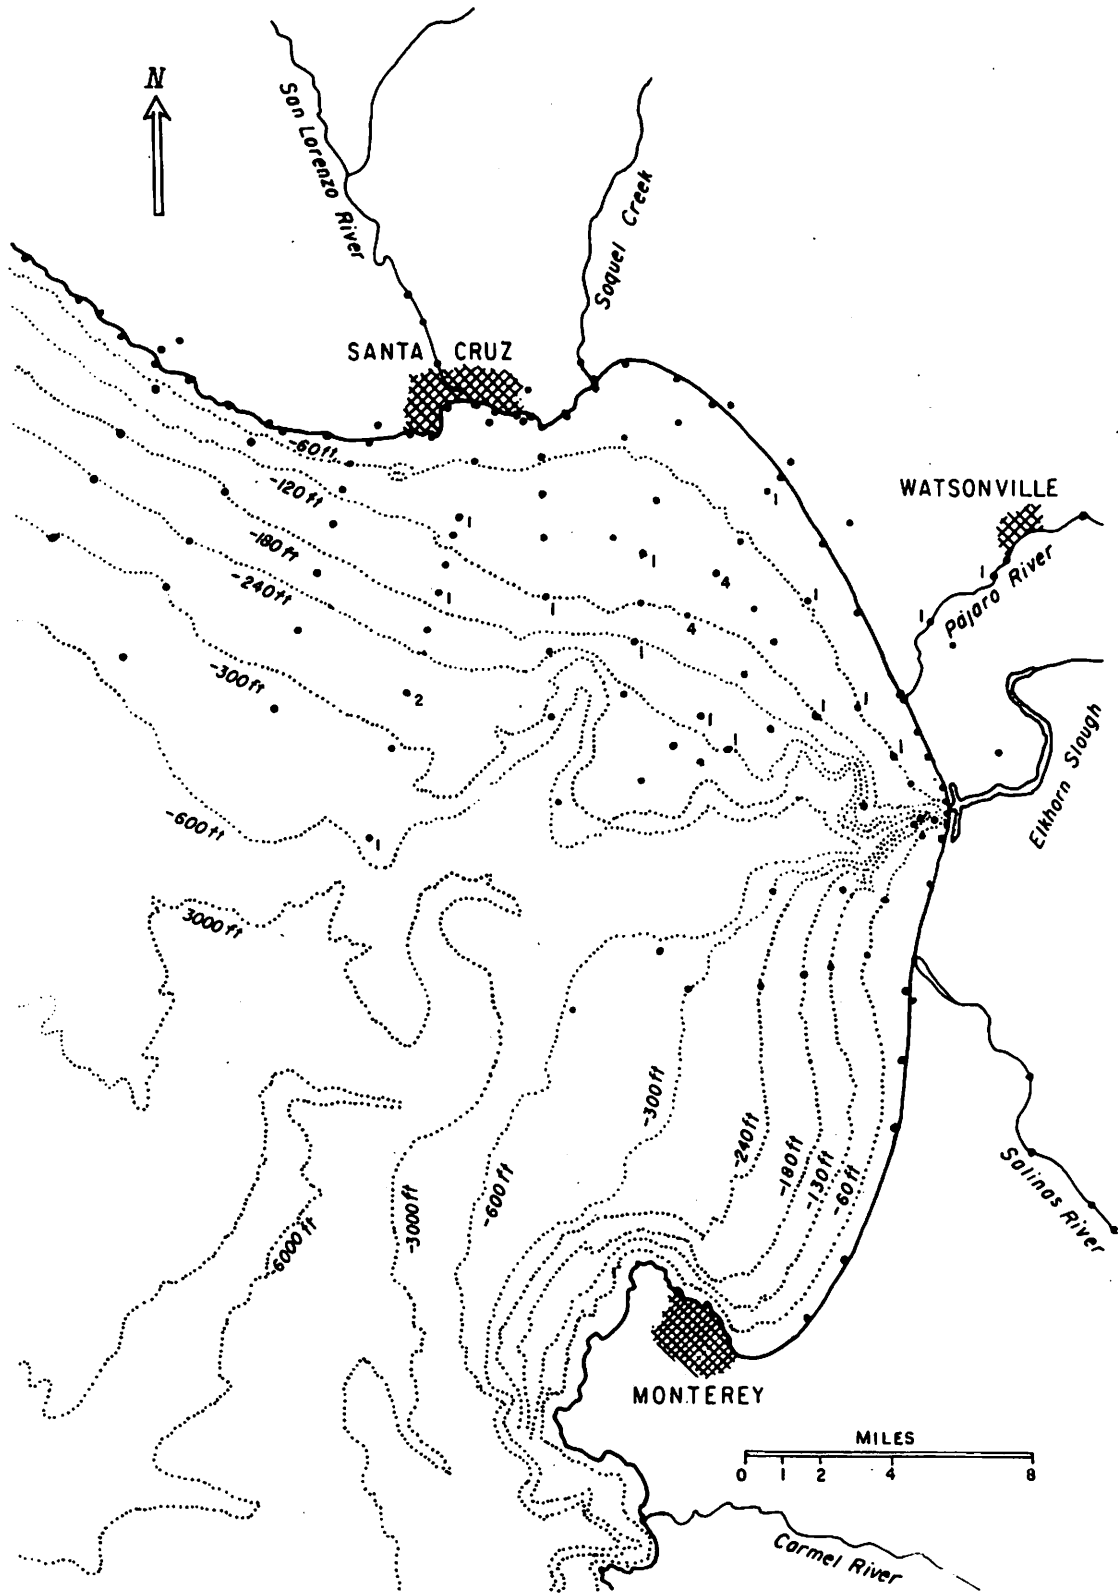 N
San Lorenzo River
Soquel Creek
SANTA CRUZ
-60 ft
-120 ft
-180 ft
-240 ft
-300 ft
-600 ft
3000 ft
WATSONVILLE
Pájaro River
Elkhorn Slough
1
1
1
1
1
4
1
4
1
2
1
1
1
1
1
1
1
1
-300 ft
-240 ft
-180 ft
-130 ft
-60 ft
-600 ft
-3000 ft
-6000 ft
Salinas River
MONTEREY
MILES
0 1 2 4 8
Carmel River